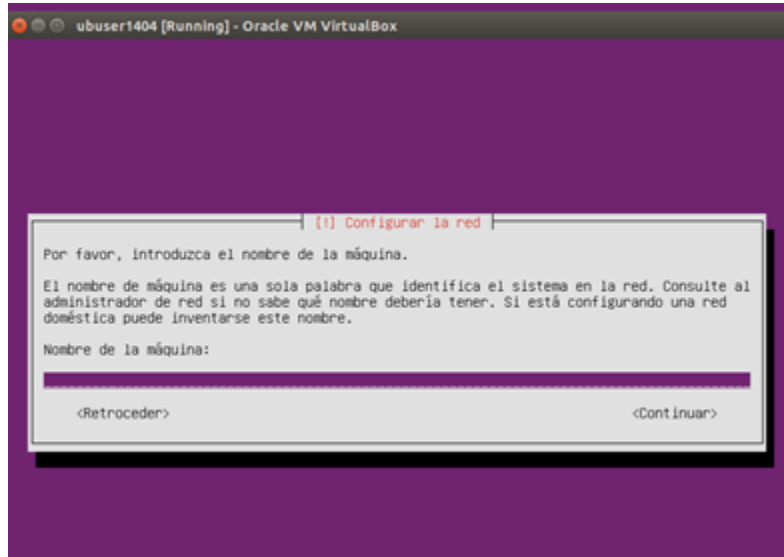 ubuser1404 [Running] - Oracle VM VirtualBox
[!] Configurar la red
Por favor, introduzca el nombre de la máquina.
El nombre de máquina es una sola palabra que identifica el sistema en la red. Consulte al
administrador de red si no sabe qué nombre debería tener. Si está configurando una red
doméstica puede inventarse este nombre.
Nombre de la máquina:
<Retroceder> <Continuar>